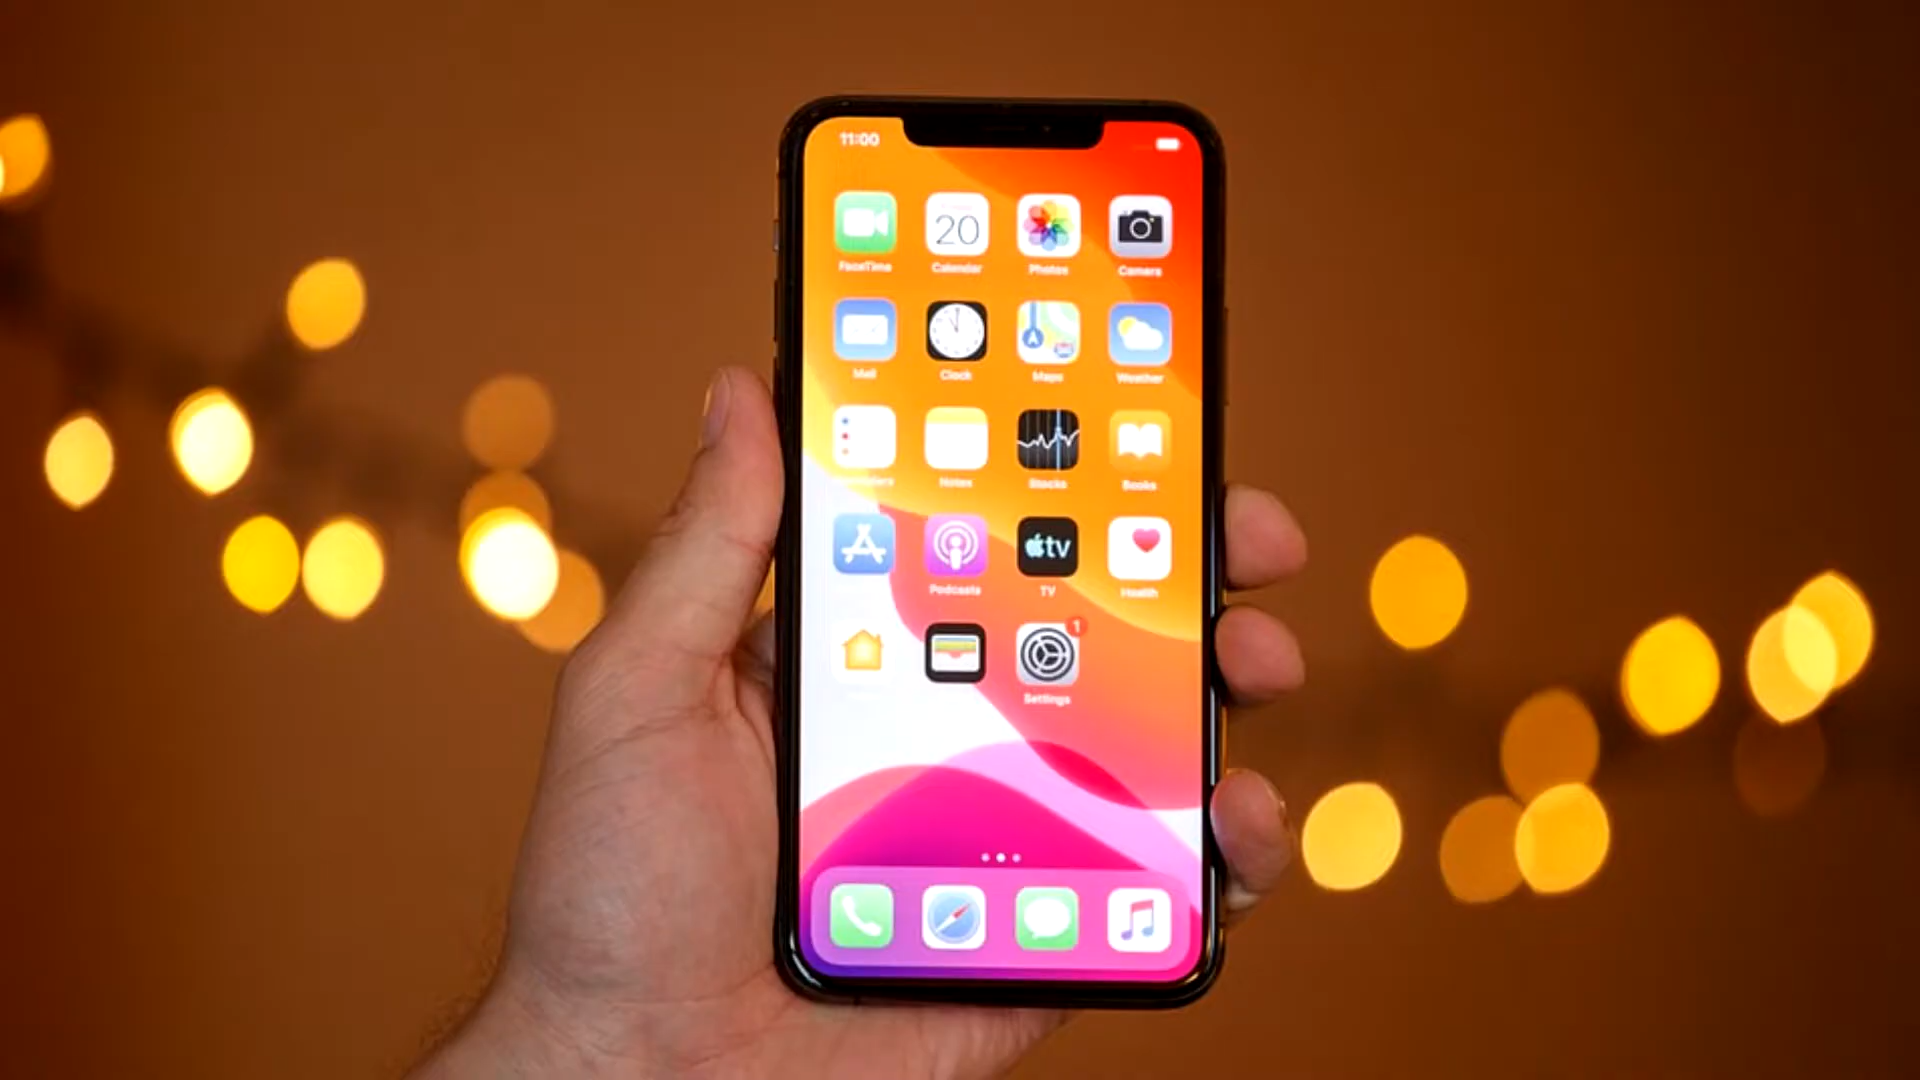 11:00
20
FaceTime Calendar Photos Camera
Mail Clock Maps Weather
Notes Stocks Books
tv
Podcasts TV Health
1
Settings